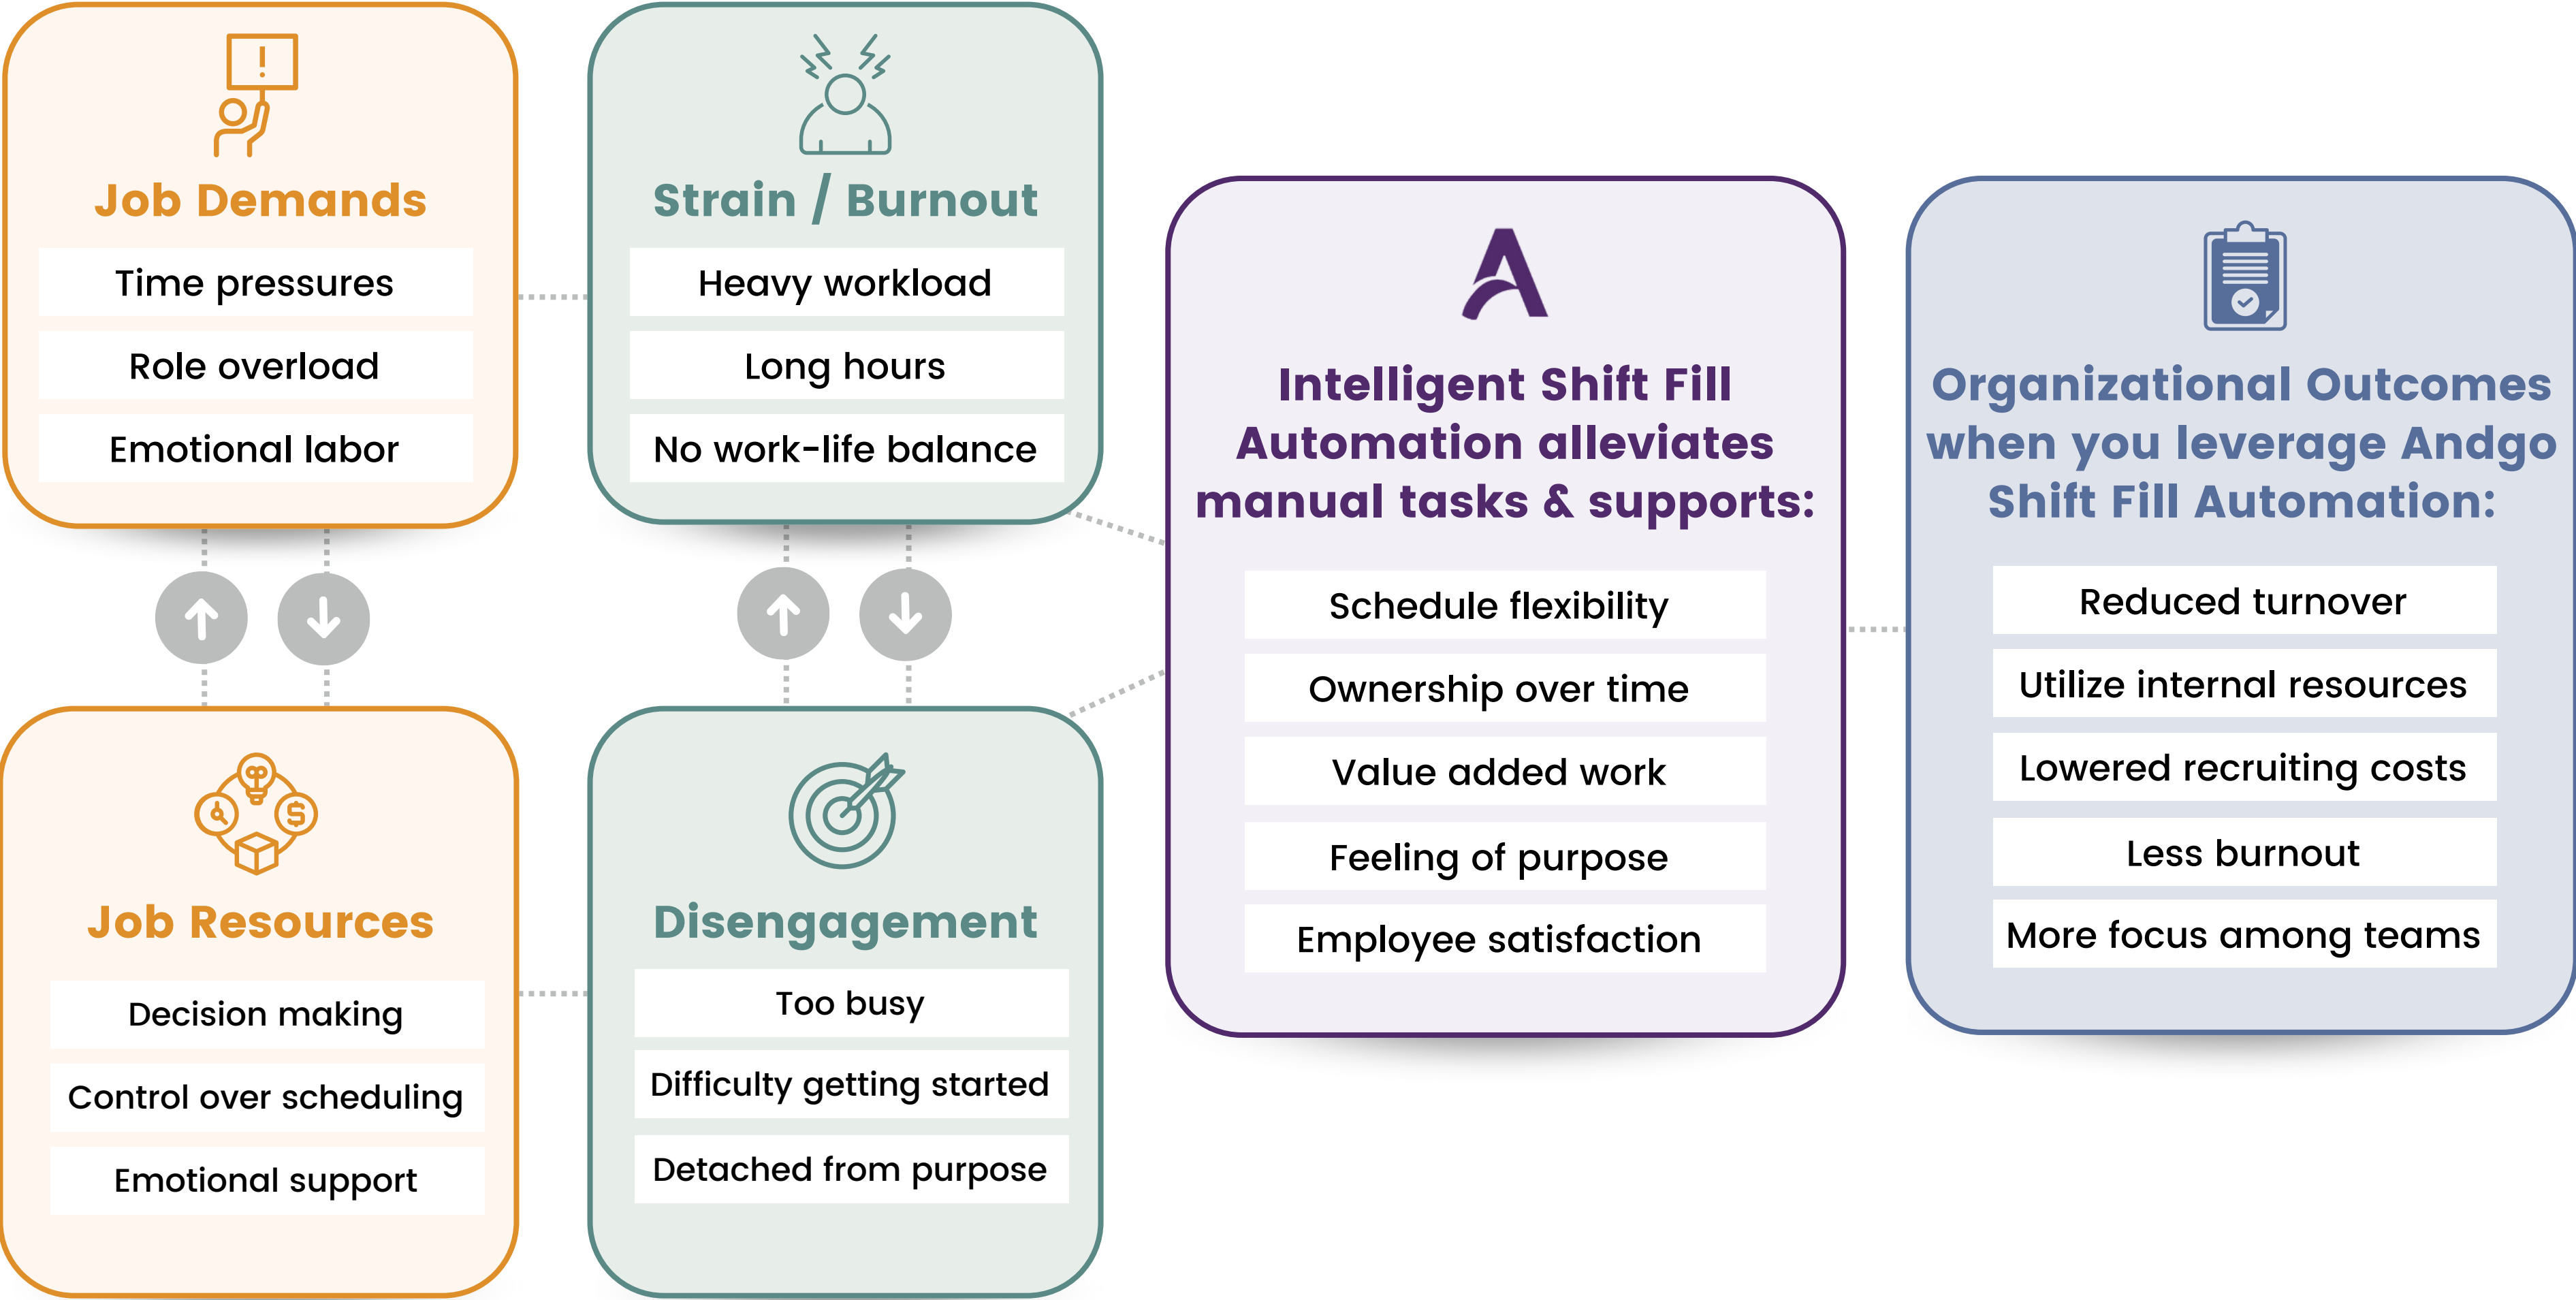 Job Demands
Time pressures
Role overload
Emotional labor
Strain / Burnout
Heavy workload
Long hours
No work-life balance
Job Resources
Decision making
Control over scheduling
Emotional support
Disengagement
Too busy
Difficulty getting started
Detached from purpose
Intelligent Shift Fill
Automation alleviates
manual tasks & supports:
Schedule flexibility
Ownership over time
Value added work
Feeling of purpose
Employee satisfaction
Organizational Outcomes
when you leverage Andgo
Shift Fill Automation:
Reduced turnover
Utilize internal resources
Lowered recruiting costs
Less burnout
More focus among teams